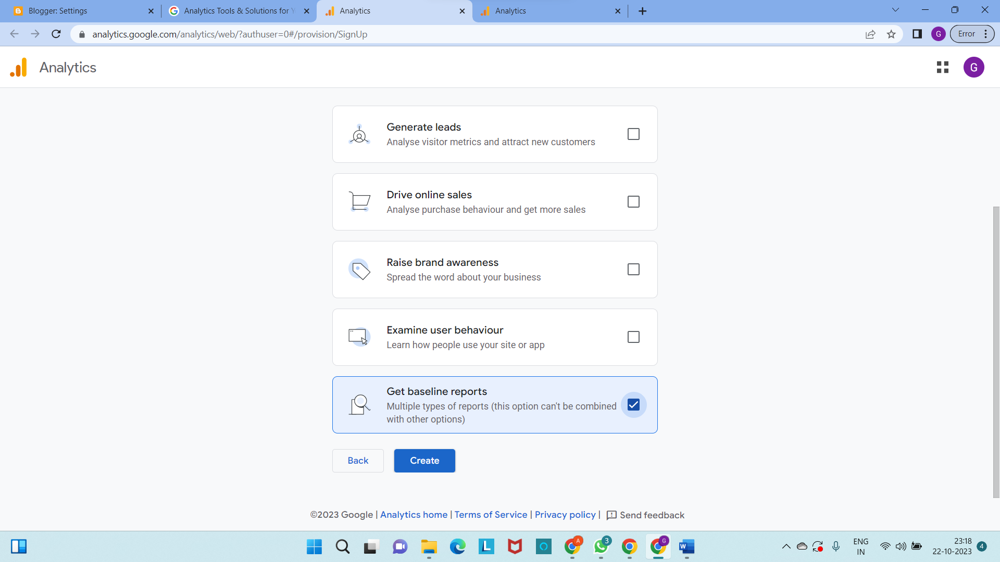 Blogger: Settings
Analytics Tools & Solutions for Y
Analytics
Analytics
analytics.google.com/analytics/web/?authuser=0#/provision/SignUp
G
Error
Analytics
G
Generate leads
Analyse visitor metrics and attract new customers
Drive online sales
Analyse purchase behaviour and get more sales
Raise brand awareness
Spread the word about your business
Examine user behaviour
Learn how people use your site or app
Get baseline reports
Multiple types of reports (this option can't be combined
with other options)
Back
Create
©2023 Google | Analytics home | Terms of Service | Privacy policy | Send feedback
L
A
3
G
W
ENG
IN
23:18
22-10-2023
4